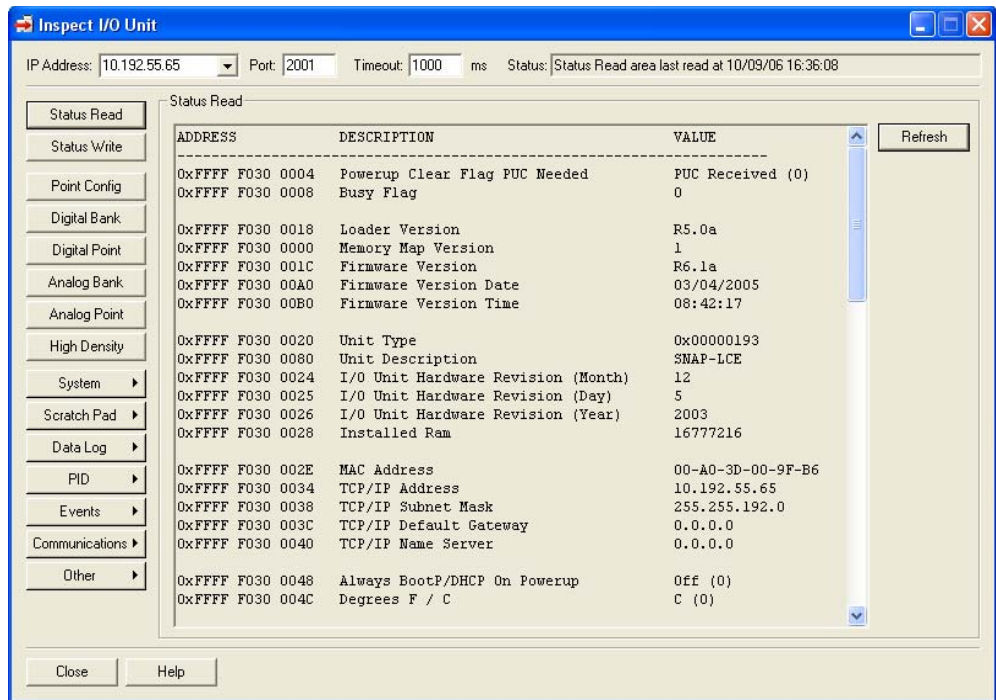 Inspect I/O Unit
IP Address: 10.192.55.65 Port: 2001 Timeout: 1000 ms Status: Status Read area last read at 10/09/06 16:36:08
Status Read
Status Write
Point Config
Digital Bank
Digital Point
Analog Bank
Analog Point
High Density
System
Scratch Pad
Data Log
PID
Events
Communications
Other
Status Read
ADDRESS DESCRIPTION VALUE
--------------------------------------------------------------------------
0xFFFF F030 0004 Powerup Clear Flag PUC Needed PUC Received (0)
0xFFFF F030 0008 Busy Flag 0
0xFFFF F030 0018 Loader Version R5.0a
0xFFFF F030 0000 Memory Map Version 1
0xFFFF F030 001C Firmware Version R6.1a
0xFFFF F030 00A0 Firmware Version Date 03/04/2005
0xFFFF F030 00B0 Firmware Version Time 08:42:17
0xFFFF F030 0020 Unit Type 0x00000193
0xFFFF F030 0080 Unit Description SNAP-LCE
0xFFFF F030 0024 I/O Unit Hardware Revision (Month) 12
0xFFFF F030 0025 I/O Unit Hardware Revision (Day) 5
0xFFFF F030 0026 I/O Unit Hardware Revision (Year) 2003
0xFFFF F030 0028 Installed Ram 16777216
0xFFFF F030 002E MAC Address 00-A0-3D-00-9F-B6
0xFFFF F030 0034 TCP/IP Address 10.192.55.65
0xFFFF F030 0038 TCP/IP Subnet Mask 255.255.192.0
0xFFFF F030 003C TCP/IP Default Gateway 0.0.0.0
0xFFFF F030 0040 TCP/IP Name Server 0.0.0.0
0xFFFF F030 0048 Always BootP/DHCP On Powerup Off (0)
0xFFFF F030 004C Degrees F / C C (0)
Refresh
Close Help